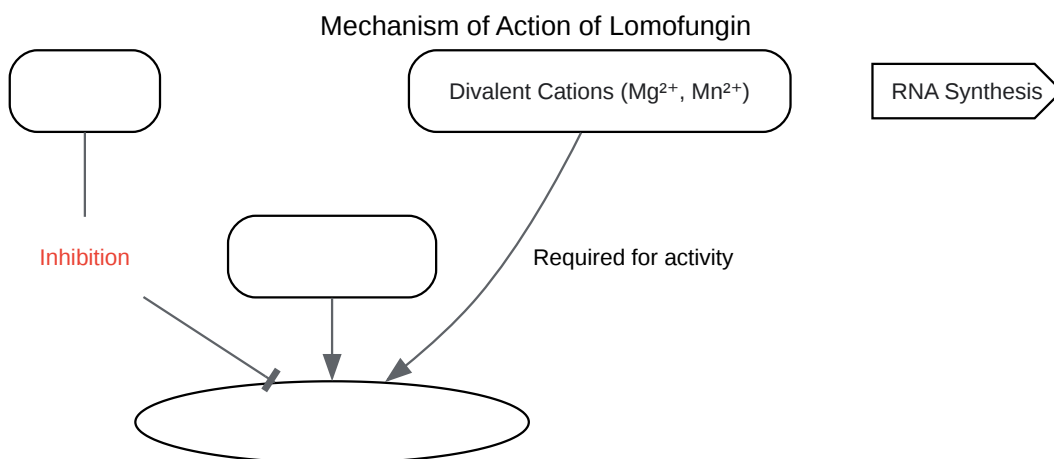 Mechanism of Action of Lomofungin
Divalent Cations (Mg²⁺, Mn²⁺)
RNA Synthesis
Inhibition
Required for activity